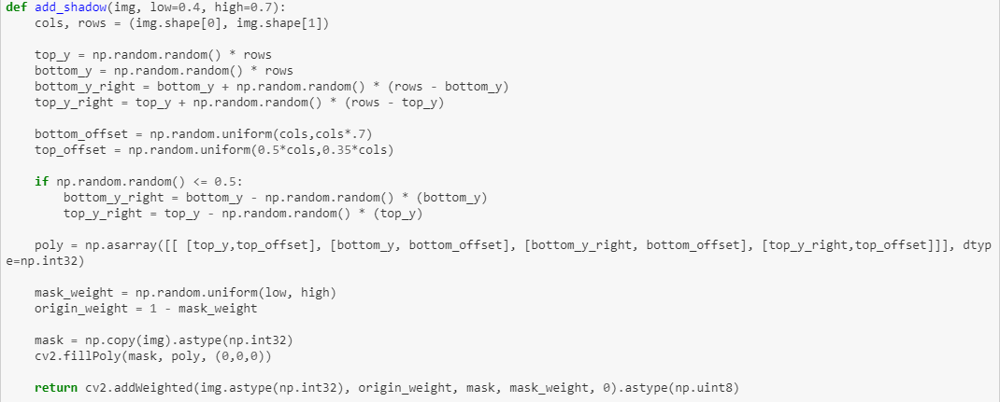 def add_shadow(img, low=0.4, high=0.7):
    cols, rows = (img.shape[0], img.shape[1])

    top_y = np.random.random() * rows
    bottom_y = np.random.random() * rows
    bottom_y_right = bottom_y + np.random.random() * (rows - bottom_y)
    top_y_right = top_y + np.random.random() * (rows - top_y)

    bottom_offset = np.random.uniform(cols,cols*.7)
    top_offset = np.random.uniform(0.5*cols,0.35*cols)

    if np.random.random() <= 0.5:
        bottom_y_right = bottom_y - np.random.random() * (bottom_y)
        top_y_right = top_y - np.random.random() * (top_y)

    poly = np.asarray([[ [top_y,top_offset], [bottom_y, bottom_offset], [bottom_y_right, bottom_offset], [top_y_right,top_offset]]], dtyp
e=np.int32)

    mask_weight = np.random.uniform(low, high)
    origin_weight = 1 - mask_weight

    mask = np.copy(img).astype(np.int32)
    cv2.fillPoly(mask, poly, (0,0,0))

    return cv2.addWeighted(img.astype(np.int32), origin_weight, mask, mask_weight, 0).astype(np.uint8)